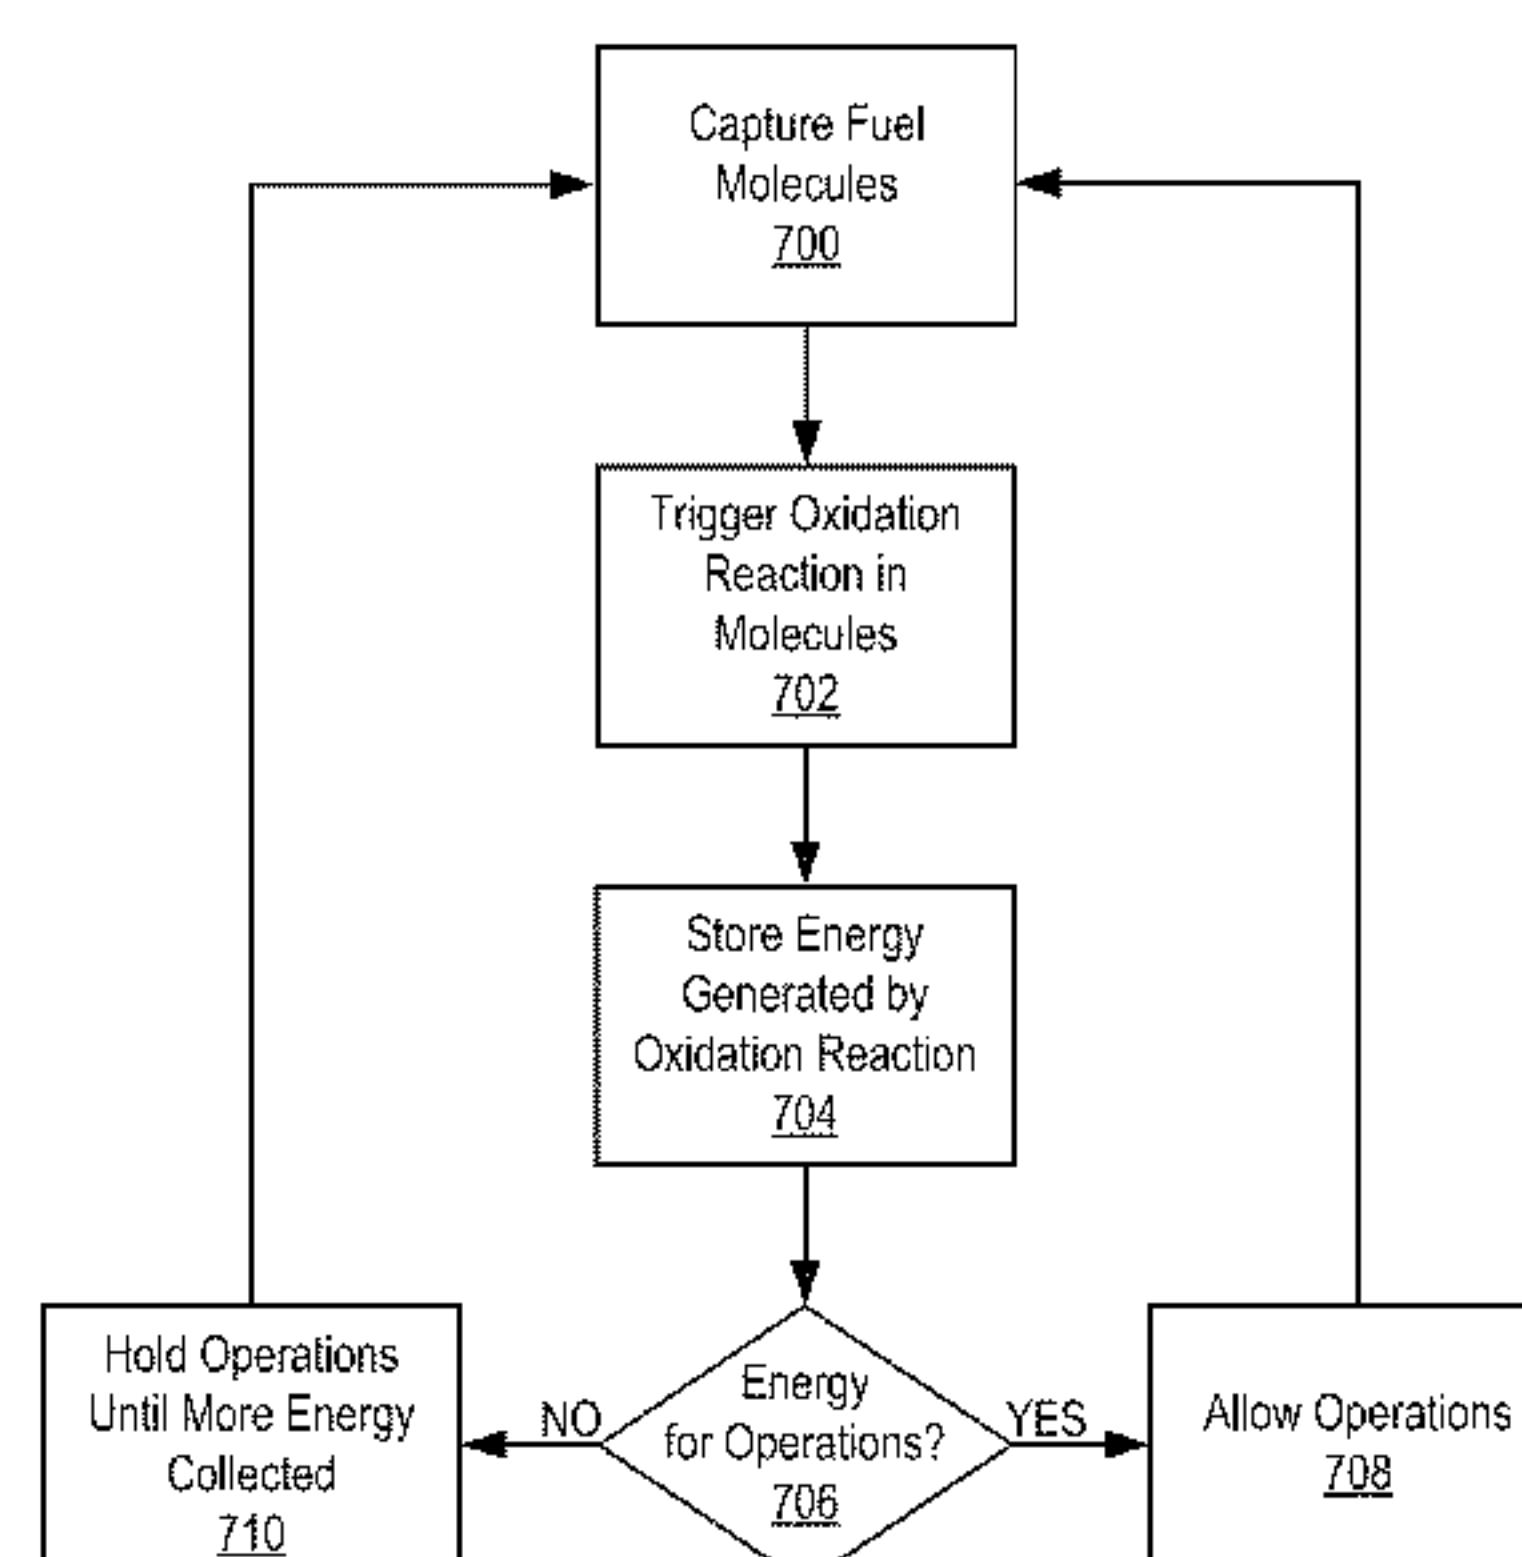 Capture Fuel
Molecules
700
Trigger Oxidation
Reaction in
Molecules
702
Store Energy
Generated by
Oxidation Reaction
704
Hold Operations
Until More Energy
Collected
710
NO
Energy
for Operations?
706
YES
Allow Operations
708